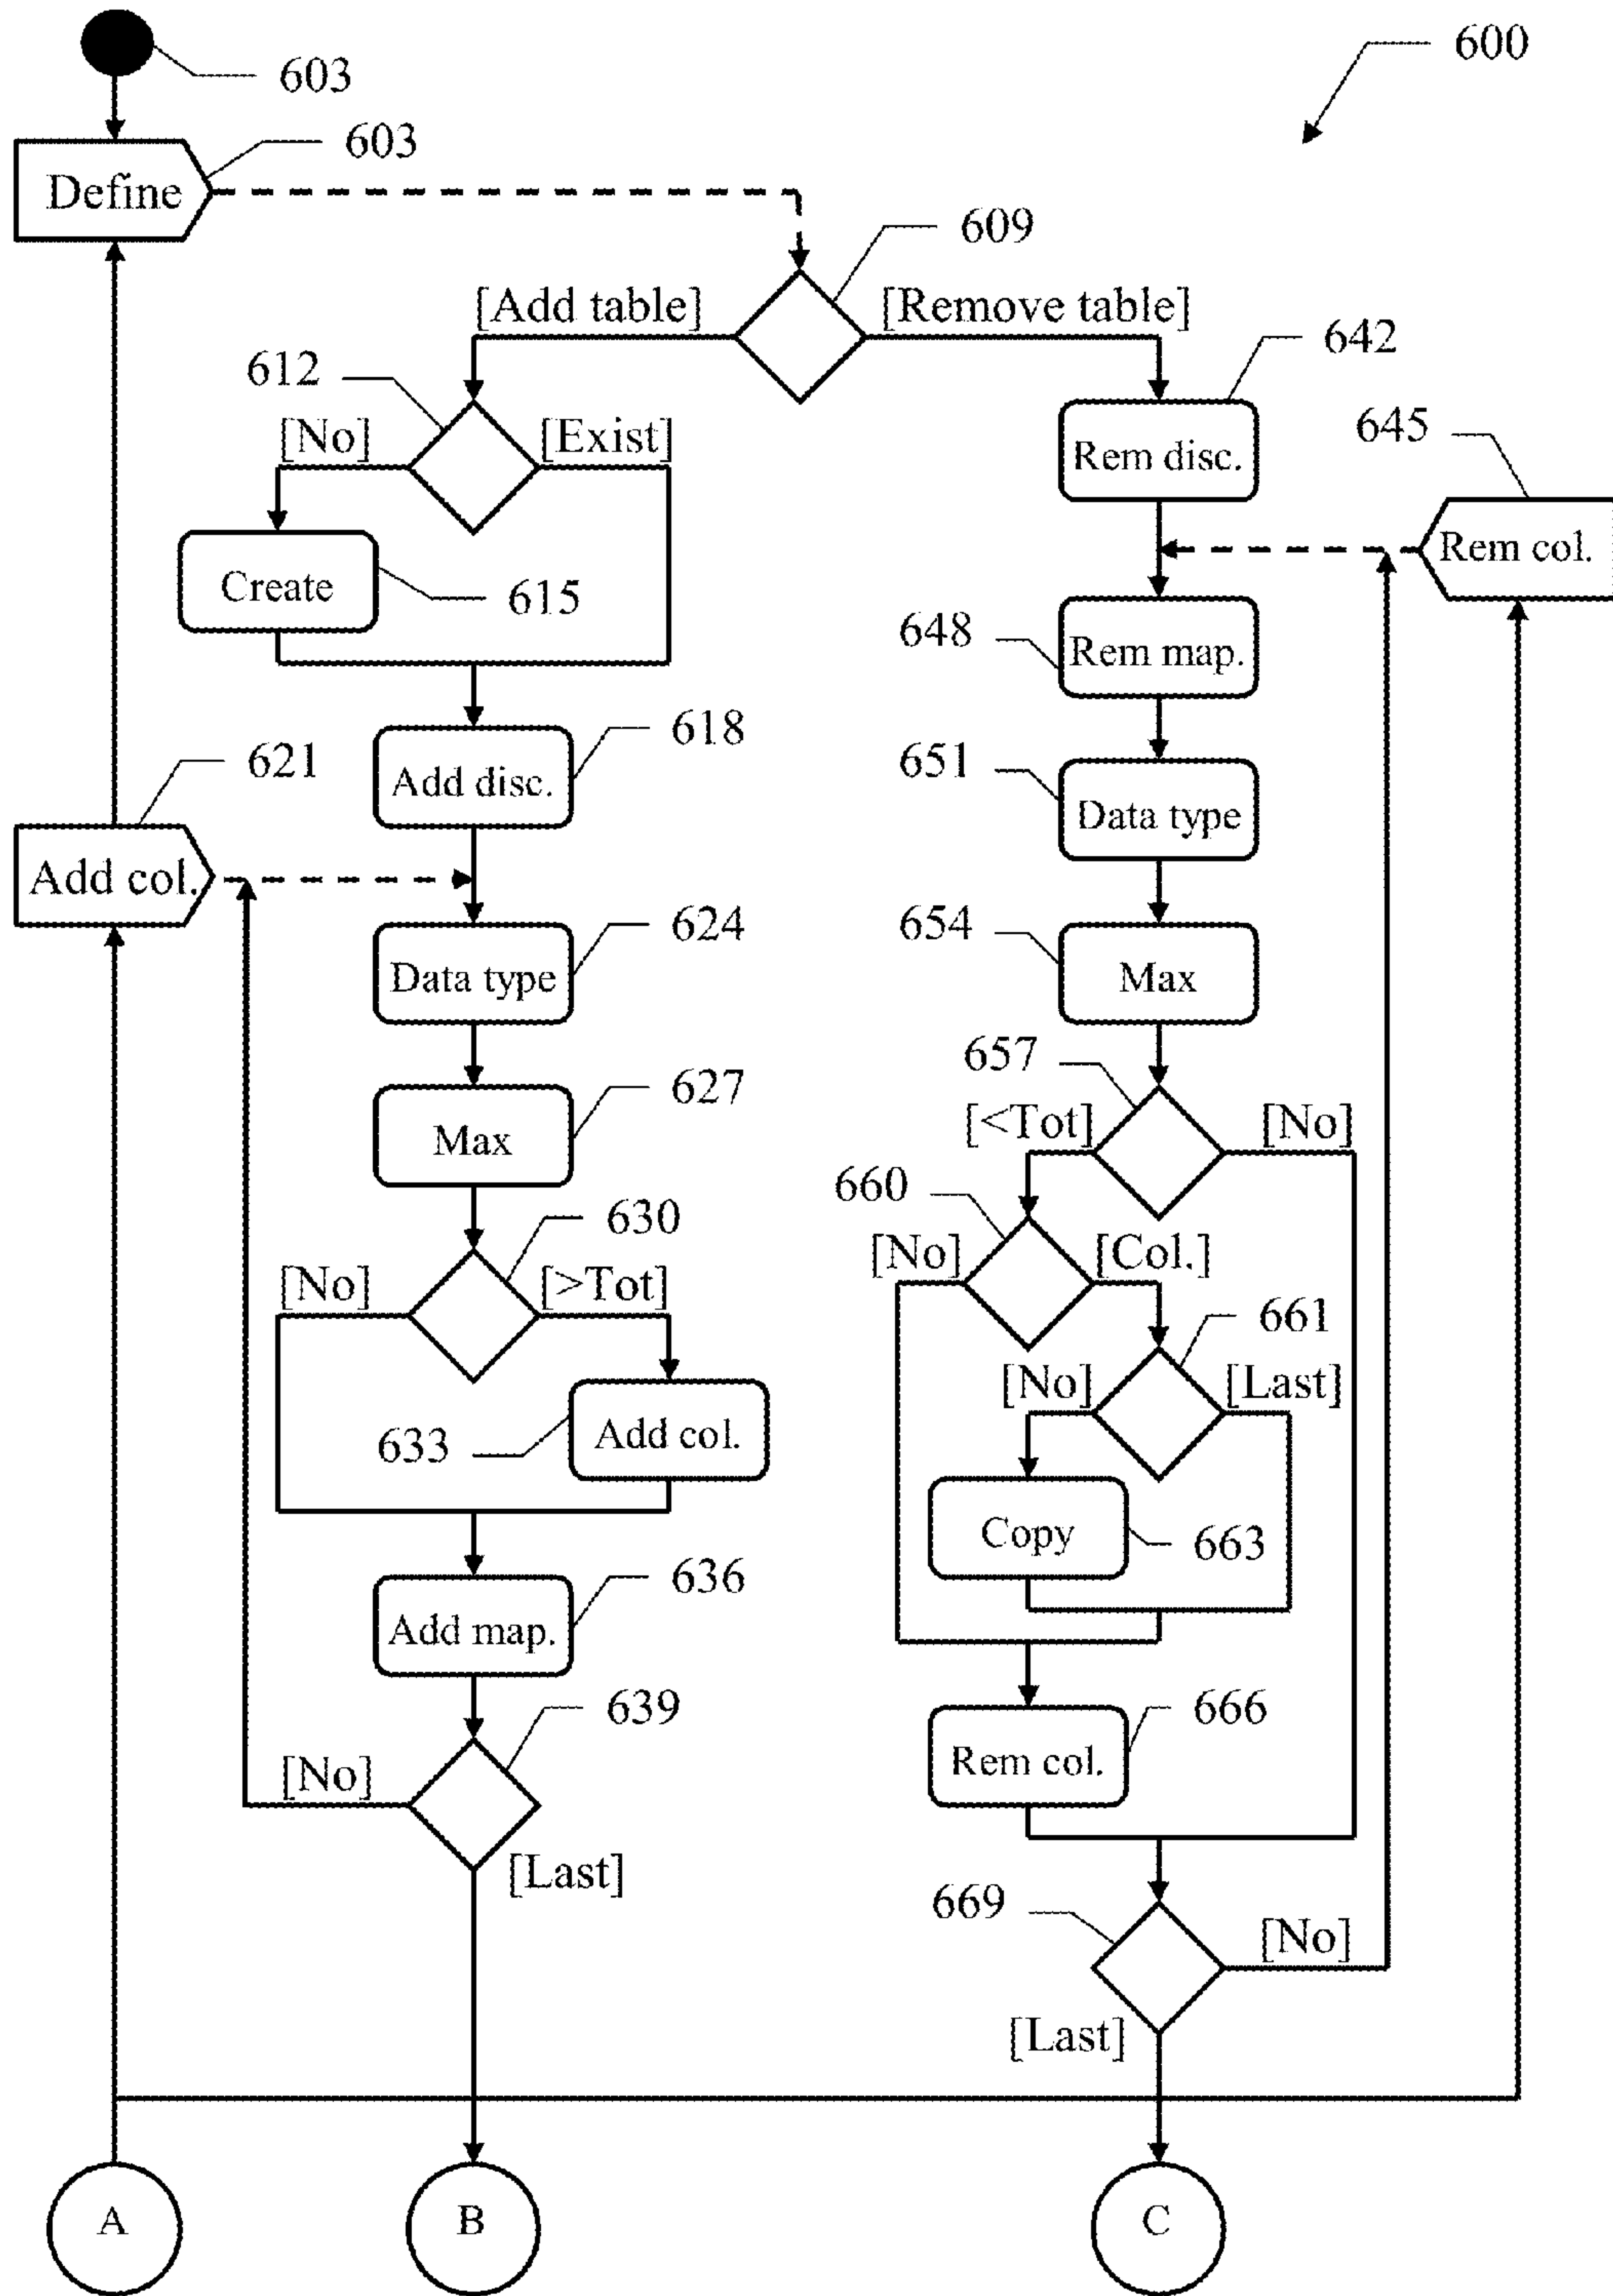 600
603
603
Define
609
[Add table]
[Remove table]
642
612
[No]
[Exist]
645
Rem disc.
Rem col.
Create
615
648
Rem map.
618
Add disc.
651
Data type
621
Add col.
624
Data type
654
Max
627
Max
657
[<Tot]
[No]
630
[No]
[>Tot]
660
[No]
[Col.]
661
[No]
[Last]
633
Add col.
Copy
663
636
Add map.
639
[No]
[Last]
666
Rem col.
669
[No]
[Last]
A
B
C